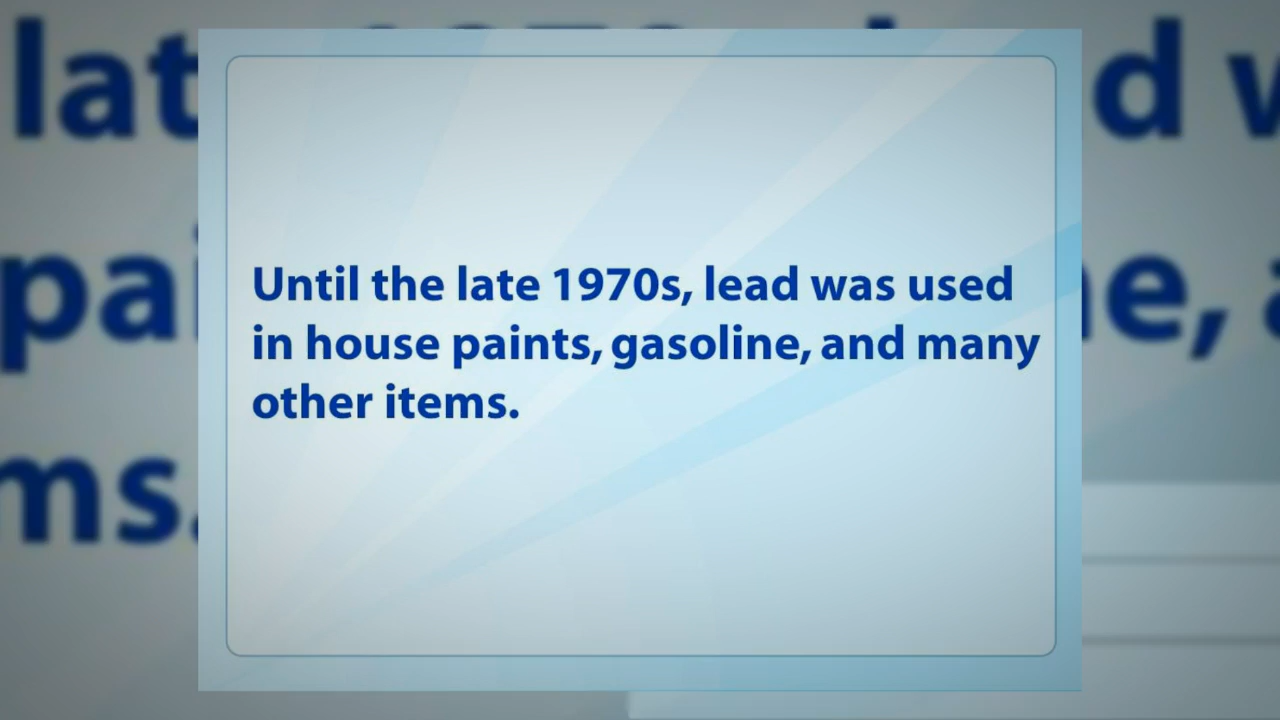 Until the late 1970s, lead was used
in house paints, gasoline, and many
other items.